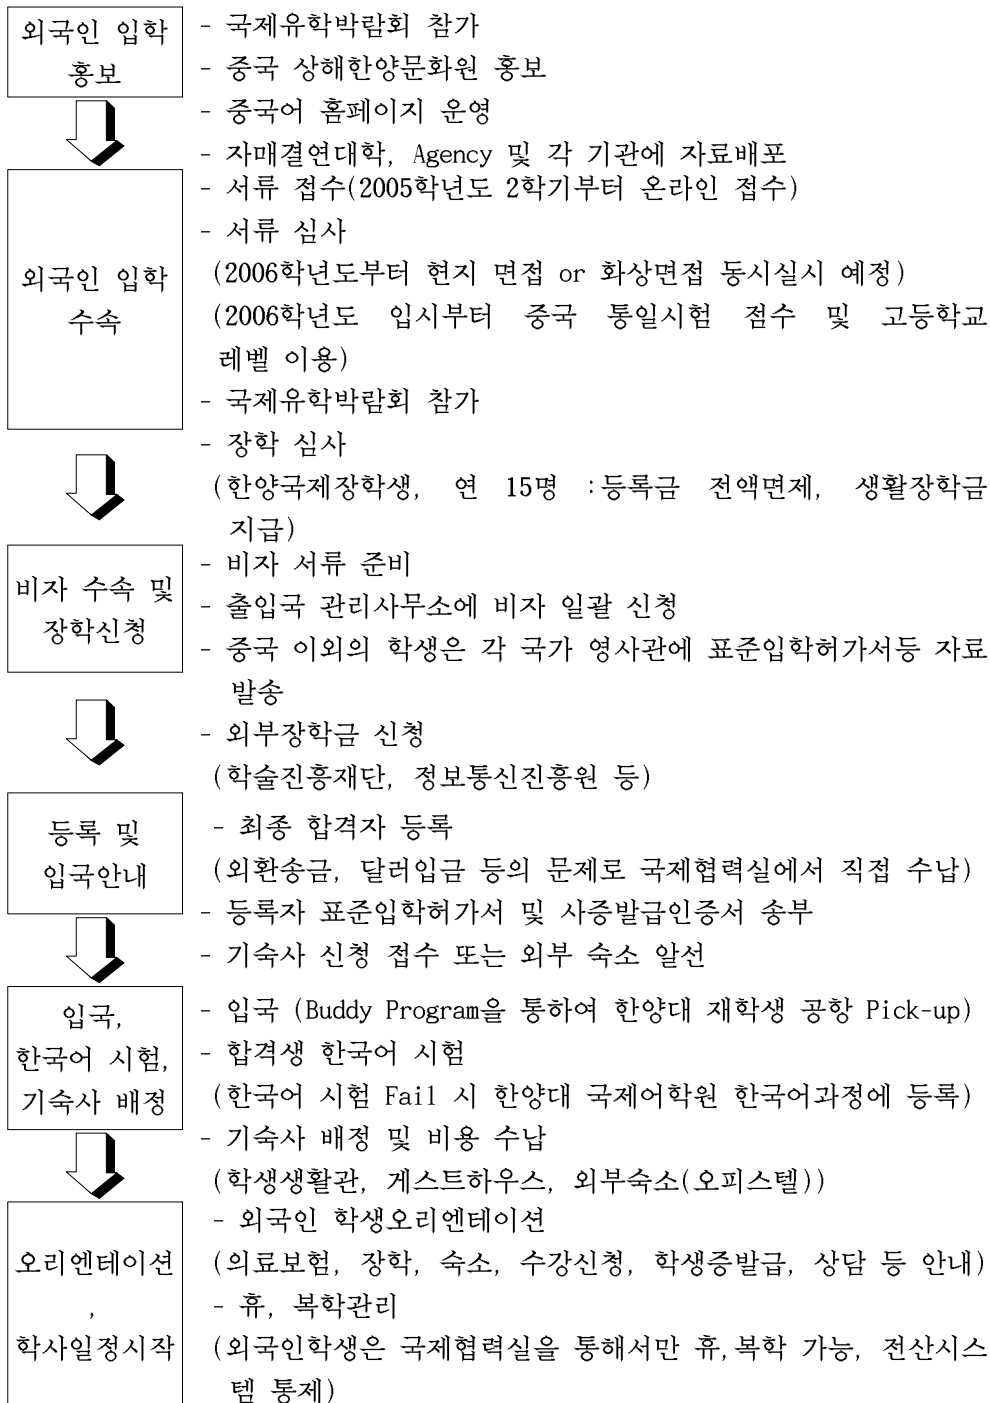 외국인 입학
홍보
- 국제유학박람회 참가
- 중국 상해한양문화원 홍보
- 중국어 홈페이지 운영
- 자매결연대학, Agency 및 각 기관에 자료배포
외국인 입학
수속
- 서류 접수(2005학년도 2학기부터 온라인 접수)
- 서류 심사
(2006학년도부터 현지 면접 or 화상면접 동시실시 예정)
(2006학년도 입시부터 중국 통일시험 점수 및 고등학교
레벨 이용)
- 국제유학박람회 참가
- 장학 심사
(한양국제장학생, 연 15명 :등록금 전액면제, 생활장학금
지급)
비자 수속 및
장학신청
- 비자 서류 준비
- 출입국 관리사무소에 비자 일괄 신청
- 중국 이외의 학생은 각 국가 영사관에 표준입학허가서등 자료
발송
- 외부장학금 신청
(학술진흥재단, 정보통신진흥원 등)
등록 및
입국안내
- 최종 합격자 등록
(외환송금, 달러입금 등의 문제로 국제협력실에서 직접 수납)
- 등록자 표준입학허가서 및 사증발급인증서 송부
- 기숙사 신청 접수 또는 외부 숙소 알선
입국,
한국어 시험,
기숙사 배정
- 입국 (Buddy Program을 통하여 한양대 재학생 공항 Pick-up)
- 합격생 한국어 시험
(한국어 시험 Fail 시 한양대 국제어학원 한국어과정에 등록)
- 기숙사 배정 및 비용 수납
(학생생활관, 게스트하우스, 외부숙소(오피스텔))
오리엔테이션
,
학사일정시작
- 외국인 학생오리엔테이션
(의료보험, 장학, 숙소, 수강신청, 학생증발급, 상담 등 안내)
- 휴, 복학관리
(외국인학생은 국제협력실을 통해서만 휴,복학 가능, 전산시스
템 통제)